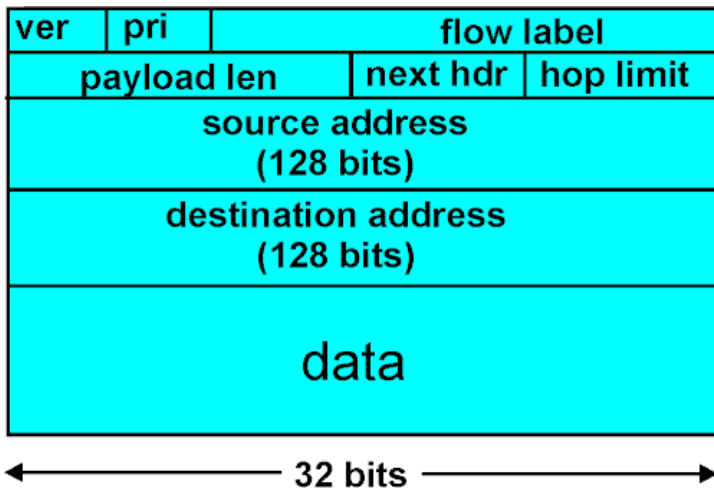 ver pri flow label
payload len next hdr hop limit
source address
(128 bits)
destination address
(128 bits)
data
32 bits